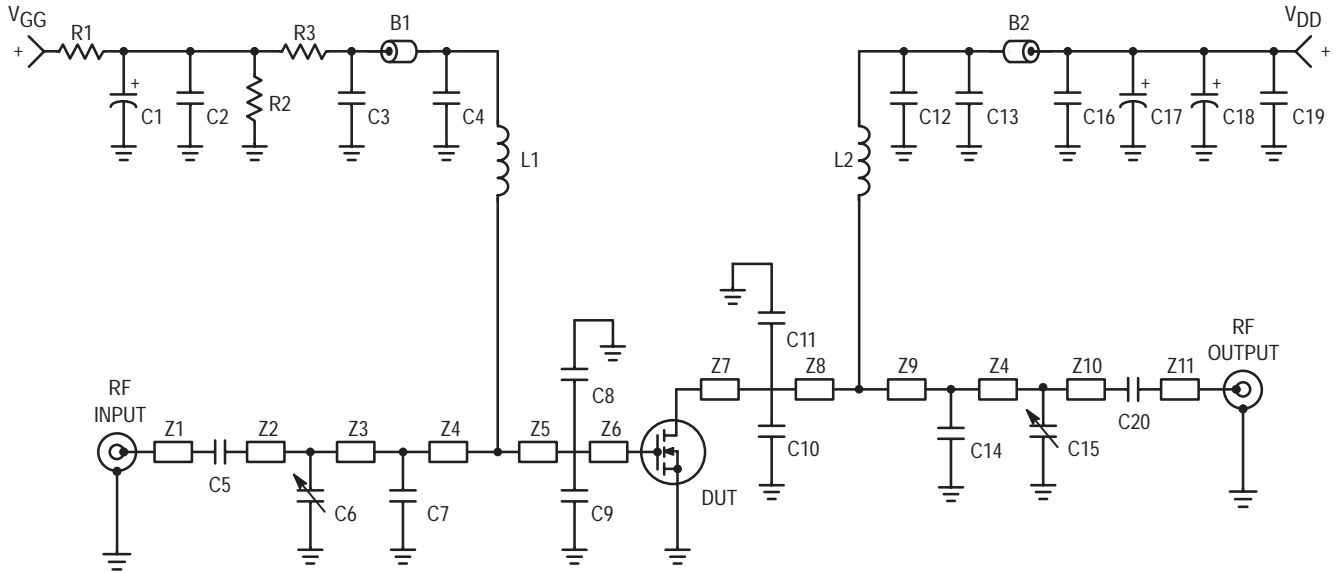 VGG
+
R1
R3
B1
+
C1
C2
R2
C3
C4
L1
B2
VDD
+
C12
C13
C16
+
C17
+
C18
C19
L2
RF
INPUT
Z1
C5
Z2
C6
Z3
C7
Z4
Z5
C8
C9
Z6
DUT
Z7
C11
C10
Z8
Z9
C14
Z4
C15
Z10
C20
Z11
RF
OUTPUT